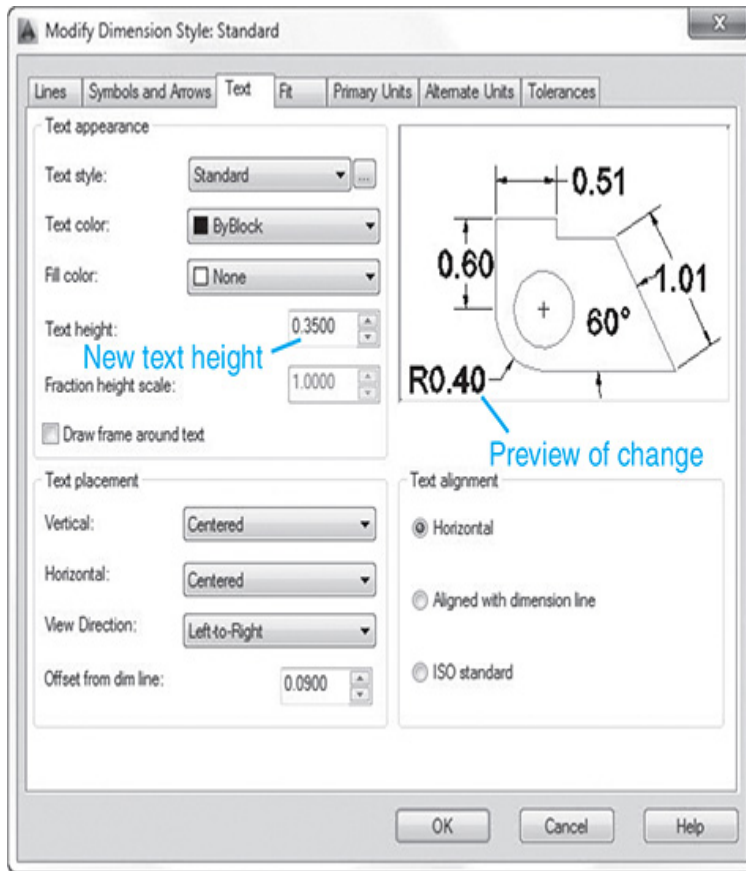 Modify Dimension Style: Standard
X
Lines Symbols and Arrows Text Fit Primary Units Alternate Units Tolerances
Text appearance
Text style: Standard ...
Text color: ByBlock
Fill color: None
Text height: 0.3500
New text height
Fraction height scale: 1.0000
Draw frame around text
0.51
0.60
1.01
60°
R0.40
Preview of change
Text placement
Vertical: Centered
Horizontal: Centered
View Direction: Left-to-Right
Offset from dim line: 0.0900
Text alignment
Horizontal
Aligned with dimension line
ISO standard
OK Cancel Help